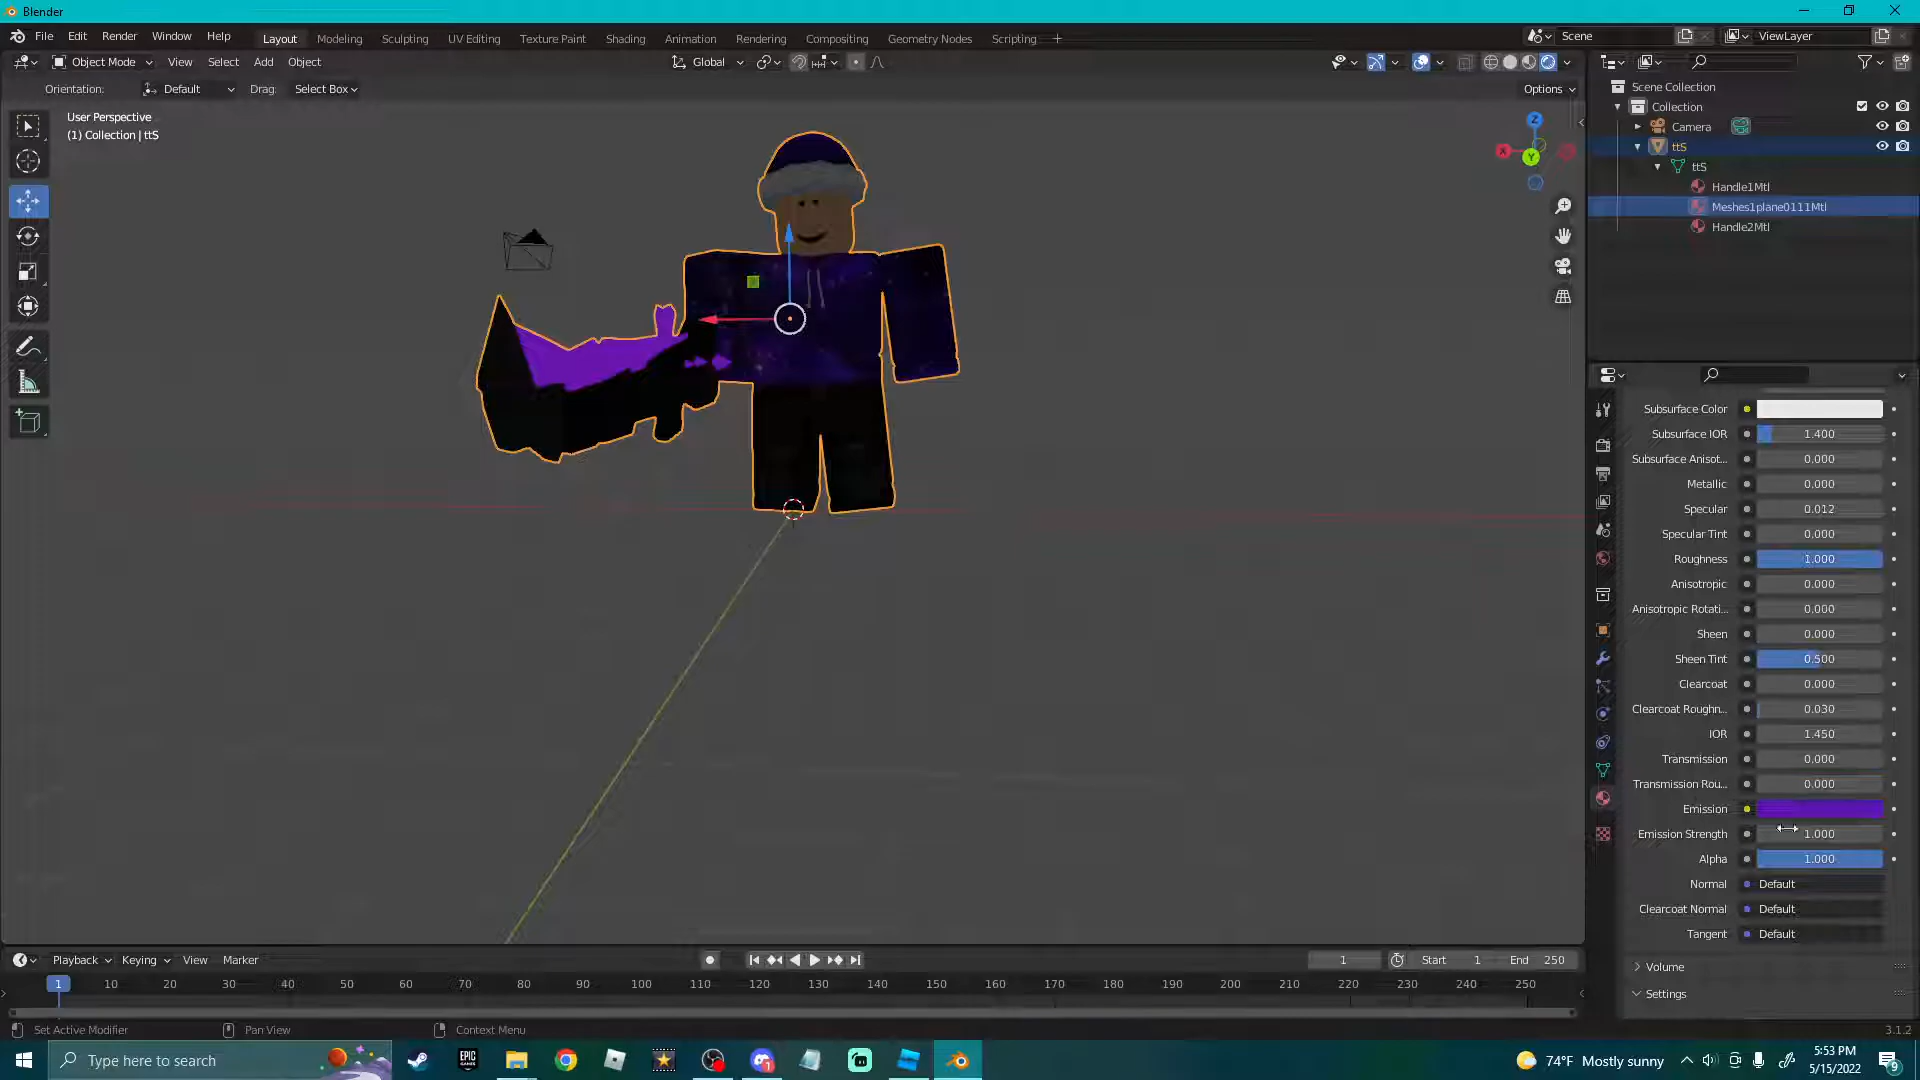 Blender
File Edit Render Window Help
Layout Modeling Sculpting UV Editing Texture Paint Shading Animation Rendering Compositing Geometry Nodes Scripting +
Scene ViewLayer
Object Mode View Select Add Object
Global
Orientation: Default Drag: Select Box
Options
User Perspective
(1) Collection | ttS
Z
X
Y
Scene Collection
Collection
Camera
ttS
ttS
Handle1Mtl
Meshes1plane0111Mtl
Handle2Mtl
Subsurface Color
Subsurface IOR 1.400
Subsurface Anisot... 0.000
Metallic 0.000
Specular 0.012
Specular Tint 0.000
Roughness 1.000
Anisotropic 0.000
Anisotropic Rotati... 0.000
Sheen 0.000
Sheen Tint 0.500
Clearcoat 0.000
Clearcoat Roughn... 0.030
IOR 1.450
Transmission 0.000
Transmission Rou... 0.000
Emission
Emission Strength 1.000
Alpha 1.000
Normal Default
Clearcoat Normal Default
Tangent Default
Volume
Settings
Playback Keying View Marker
1 Start 1 End 250
1 10 20 30 40 50 60 70 80 90 100 110 120 130 140 150 160 170 180 190 200 210 220 230 240 250
Set Active Modifier Pan View Context Menu
3.1.2
Type here to search
EPIC GAMES
74°F Mostly sunny
5:53 PM
5/15/2022
9